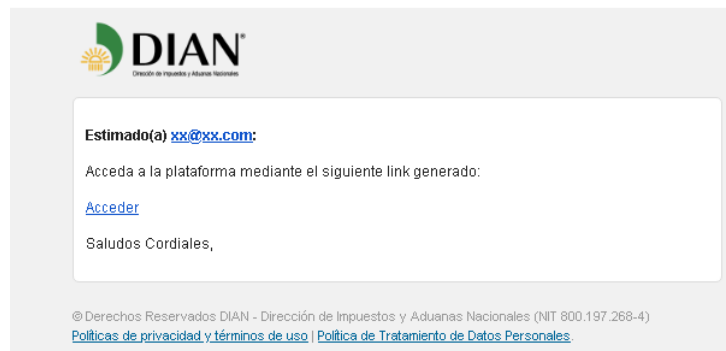 DIAN®
Dirección de Impuestos y Aduanas Nacionales
Estimado(a) xx@xx.com:
Acceda a la plataforma mediante el siguiente link generado:
Acceder
Saludos Cordiales,
© Derechos Reservados DIAN - Dirección de Impuestos y Aduanas Nacionales (NIT 800.197.268-4)
Políticas de privacidad y términos de uso | Política de Tratamiento de Datos Personales.